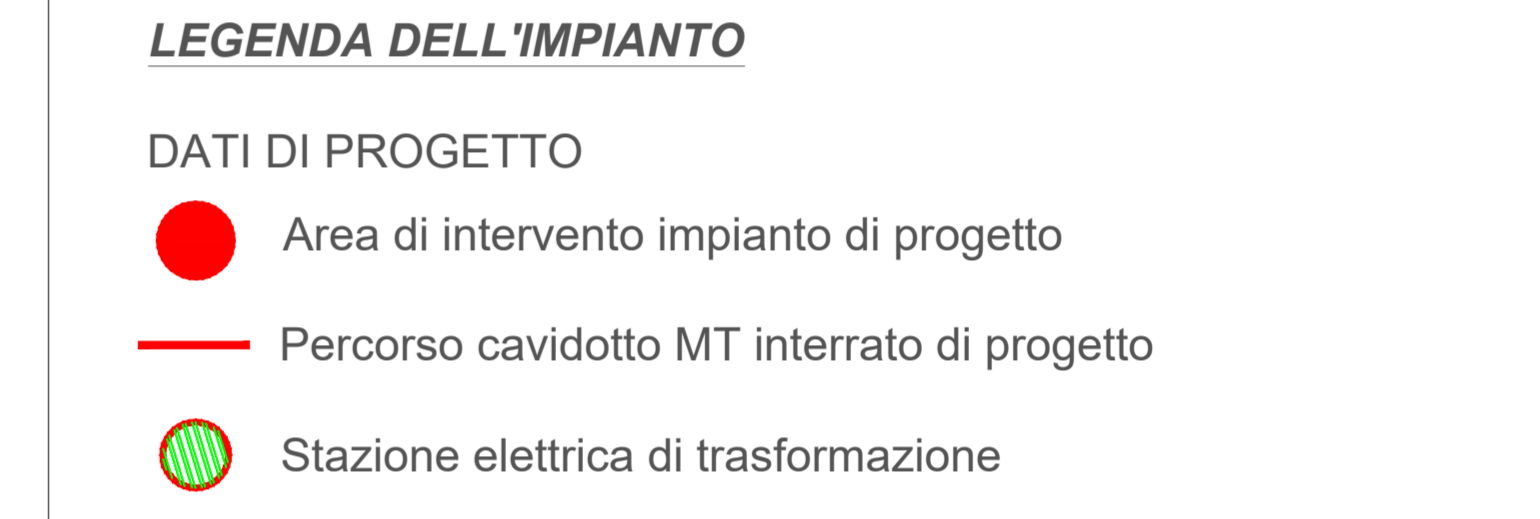 LEGENDA DELL'IMPIANTO
DATI DI PROGETTO
Area di intervento impianto di progetto
Percorso cavidotto MT interrato di progetto
Stazione elettrica di trasformazione